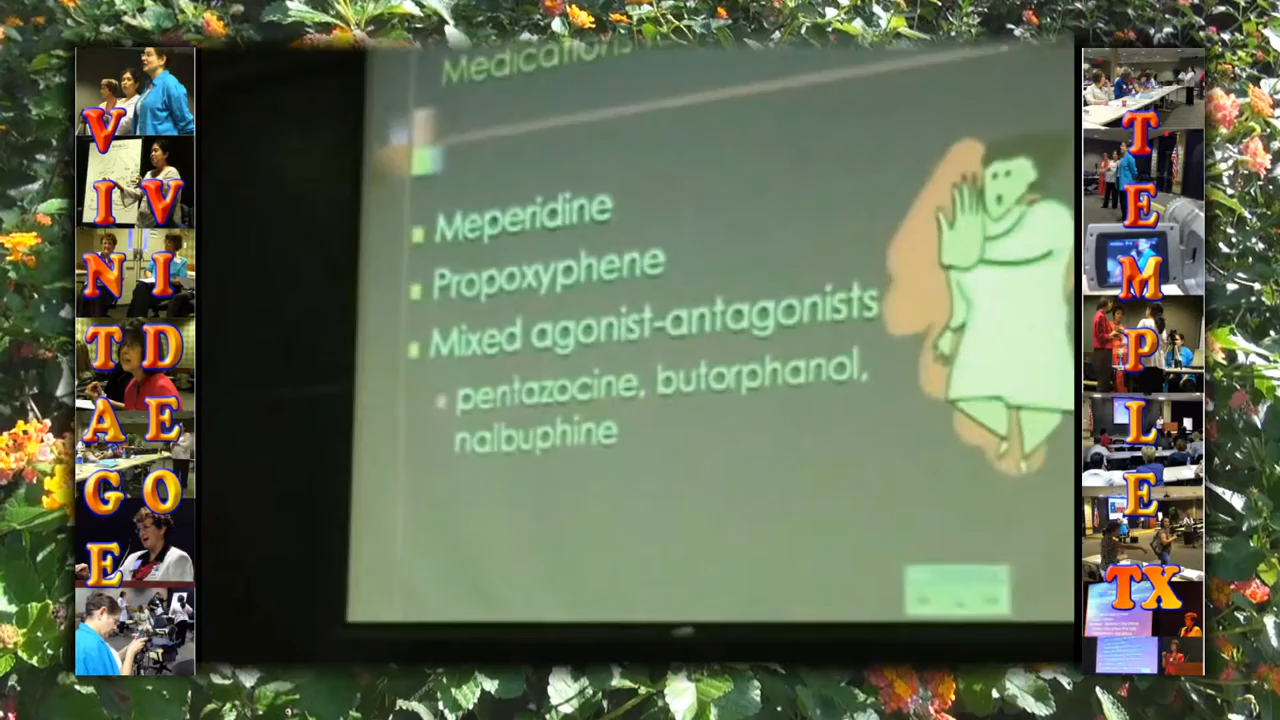 VINTAGE
VIDEO
Medications
Meperidine
Propoxyphene
Mixed agonist-antagonists
pentazocine, butorphanol,
nalbuphine
TEMPLE
TX